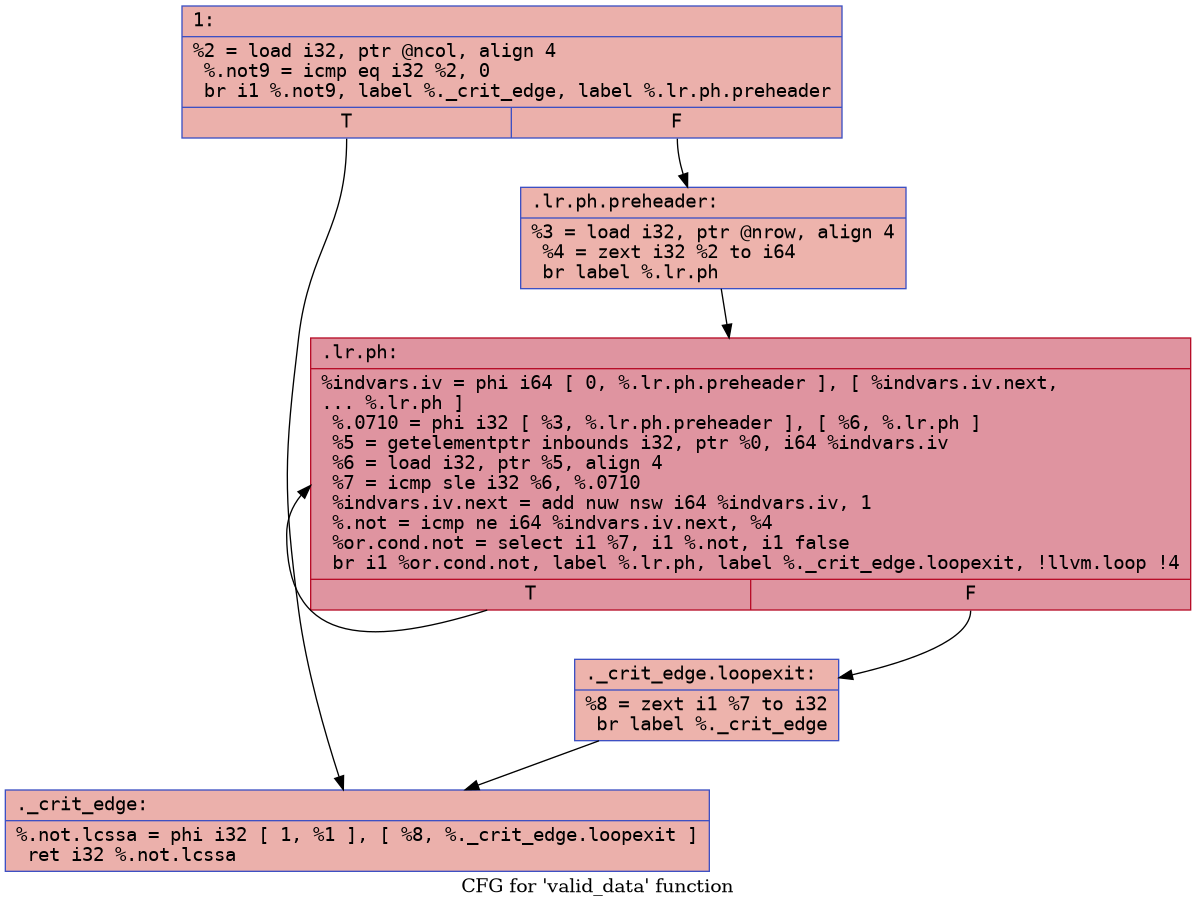 1:
%2 = load i32, ptr @ncol, align 4
%.not9 = icmp eq i32 %2, 0
br i1 %.not9, label %._crit_edge, label %.lr.ph.preheader
T
F
.lr.ph.preheader:
%3 = load i32, ptr @nrow, align 4
%4 = zext i32 %2 to i64
br label %.lr.ph
.lr.ph:
%indvars.iv = phi i64 [ 0, %.lr.ph.preheader ], [ %indvars.iv.next,
... %.lr.ph ]
%.0710 = phi i32 [ %3, %.lr.ph.preheader ], [ %6, %.lr.ph ]
%5 = getelementptr inbounds i32, ptr %0, i64 %indvars.iv
%6 = load i32, ptr %5, align 4
%7 = icmp sle i32 %6, %.0710
%indvars.iv.next = add nuw nsw i64 %indvars.iv, 1
%.not = icmp ne i64 %indvars.iv.next, %4
%or.cond.not = select i1 %7, i1 %.not, i1 false
br i1 %or.cond.not, label %.lr.ph, label %._crit_edge.loopexit, !llvm.loop !4
T
F
._crit_edge.loopexit:
%8 = zext i1 %7 to i32
br label %._crit_edge
._crit_edge:
%.not.lcssa = phi i32 [ 1, %1 ], [ %8, %._crit_edge.loopexit ]
ret i32 %.not.lcssa
CFG for 'valid_data' function